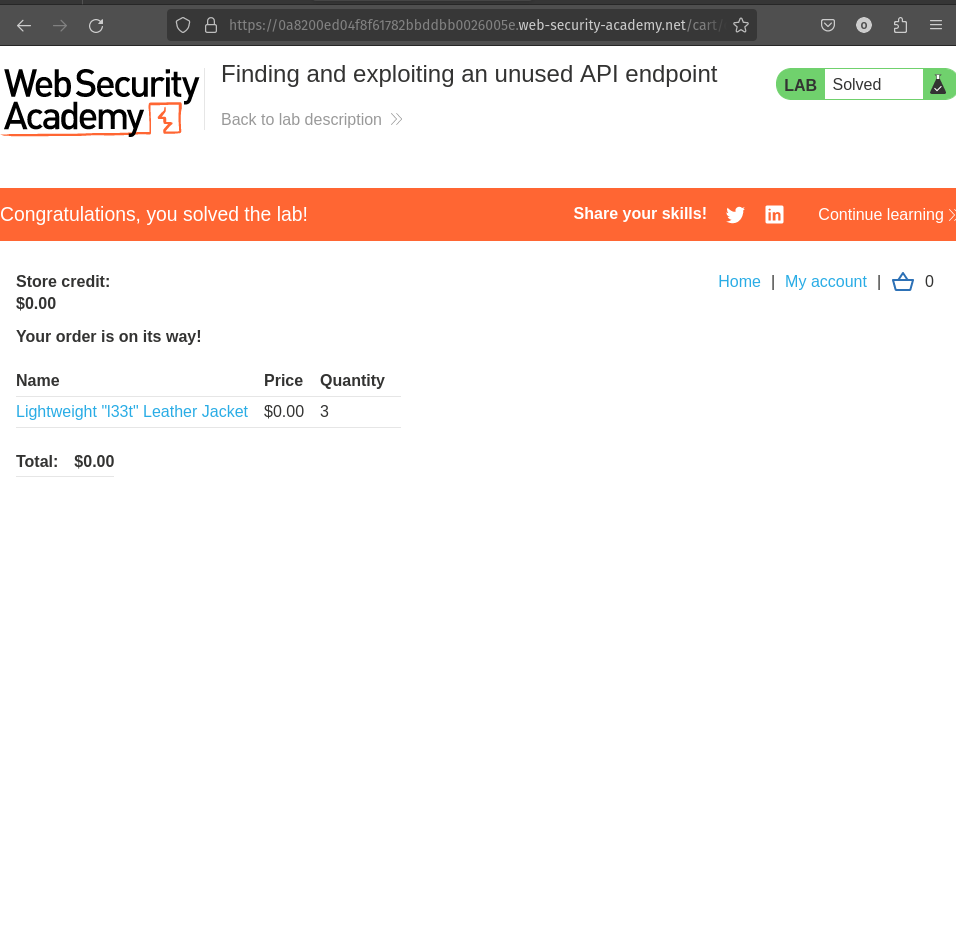 https://0a8200ed04f8f61782bbddbb0026005e.web-security-academy.net/cart/
Web Security
Academy
Finding and exploiting an unused API endpoint
Back to lab description
LAB Solved
Congratulations, you solved the lab!
Share your skills!
Continue learning
Store credit:
$0.00
Home | My account | 0
Your order is on its way!
Name Price Quantity
Lightweight "l33t" Leather Jacket $0.00 3
Total: $0.00